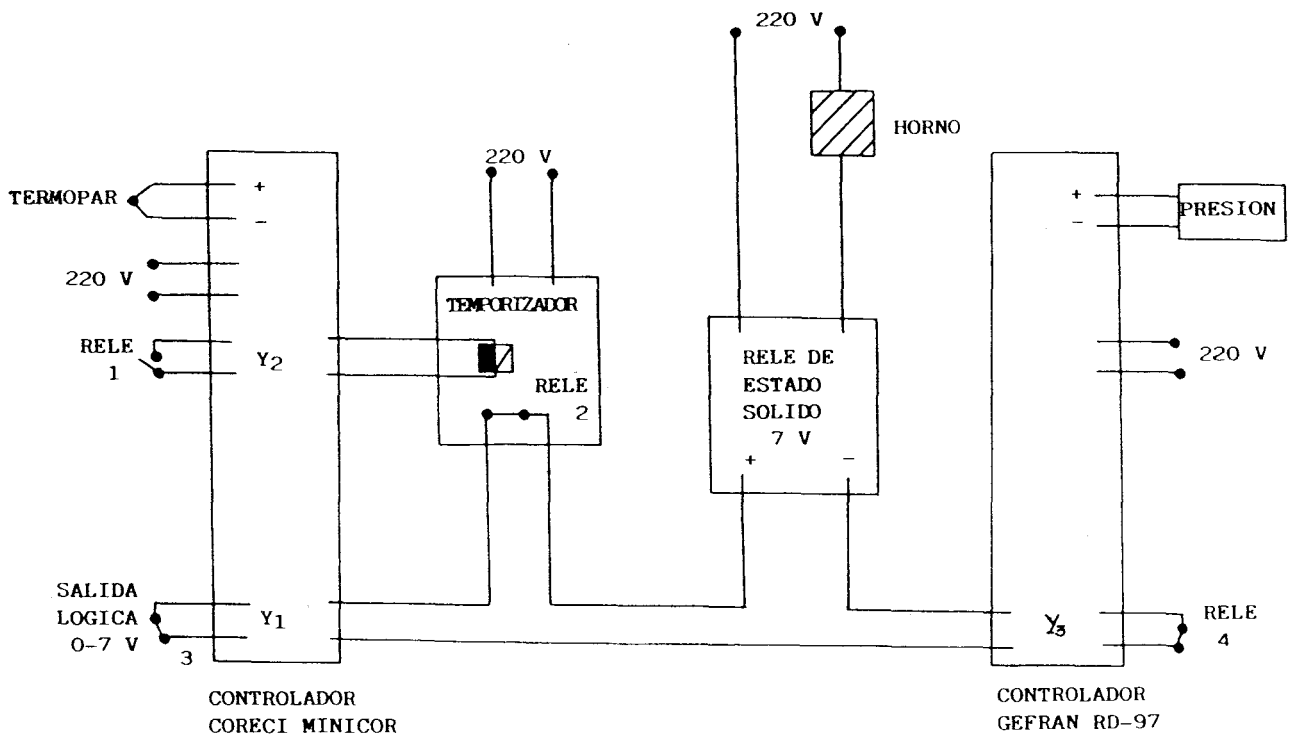 220 V
HORNO
220 V
TERMOPAR
+
-
220 V
RELE
1
Y2
TEMPORIZADOR
RELE
2
RELE DE
ESTADO
SOLIDO
7 V
+
-
+
-
PRESION
220 V
SALIDA
LOGICA
0-7 V
3
Y1
Y3
RELE
4
CONTROLADOR
CORECI MINICOR
CONTROLADOR
GEFRAN RD-97